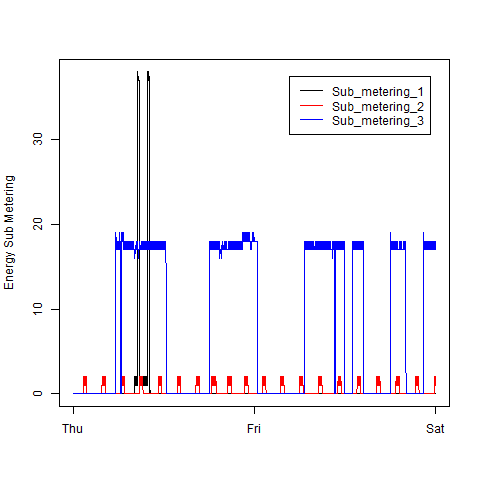 Sub_metering_1
Sub_metering_2
Sub_metering_3
Energy Sub Metering
30
20
10
0
Thu
Fri
Sat